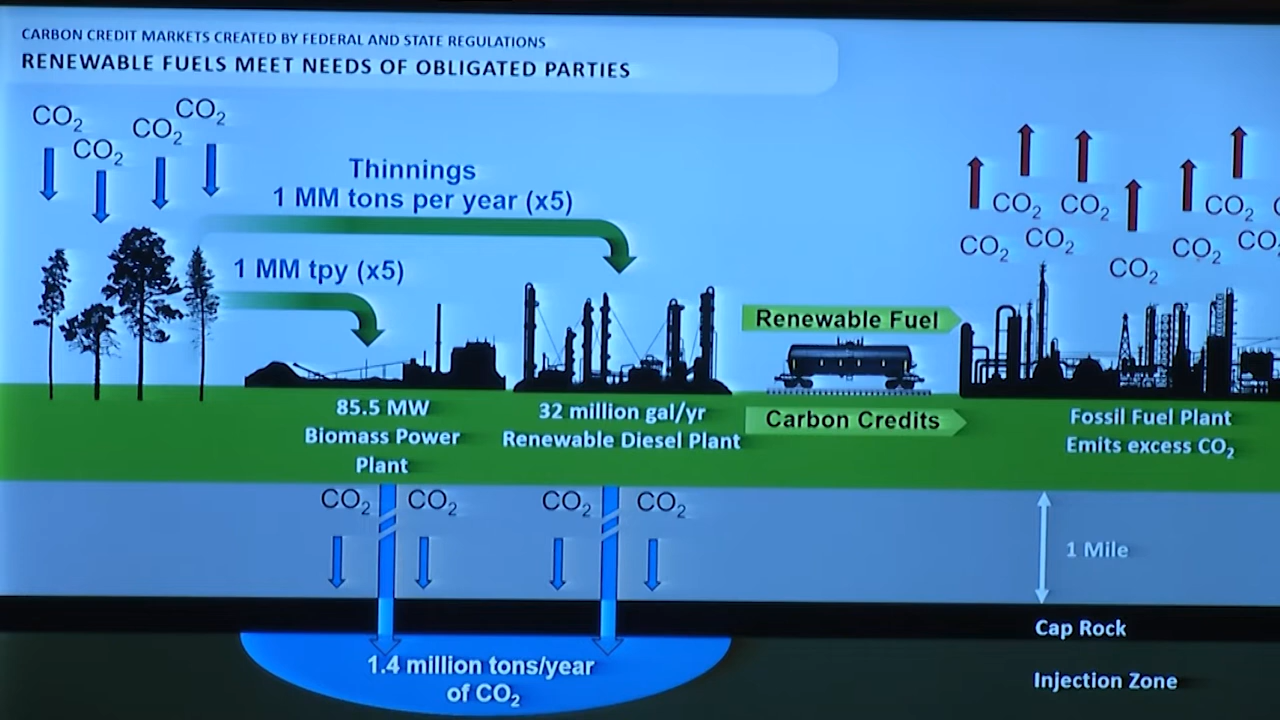 CARBON CREDIT MARKETS CREATED BY FEDERAL AND STATE REGULATIONS
RENEWABLE FUELS MEET NEEDS OF OBLIGATED PARTIES
CO₂
CO₂
CO₂
CO₂
Thinnings
1 MM tons per year (x5)
1 MM tpy (x5)
CO₂
CO₂
CO₂
CO₂
CO₂
CO₂
CO₂
CO₂
Renewable Fuel
Carbon Credits
85.5 MW
Biomass Power
Plant
32 million gal/yr
Renewable Diesel Plant
Fossil Fuel Plant
Emits excess CO₂
CO₂
CO₂
CO₂
CO₂
1 Mile
Cap Rock
Injection Zone
1.4 million tons/year
of CO₂